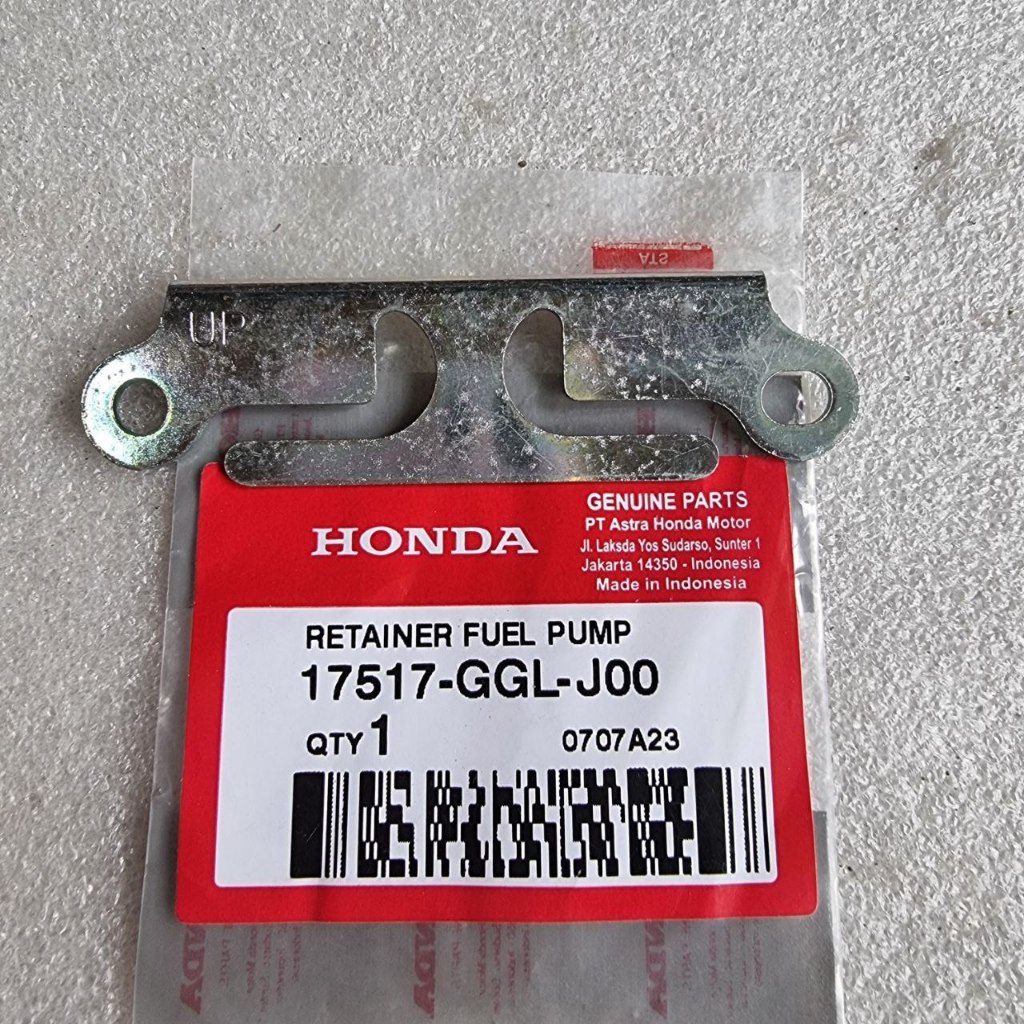 ATS
UP
HONDA
GENUINE PARTS
PT Astra Honda Motor
Jl. Laksda Yos Sudarso, Sunter 1
Jakarta 14350 - Indonesia
Made in Indonesia
RETAINER FUEL PUMP
17517-GGL-J00
QTY 1
0707A23